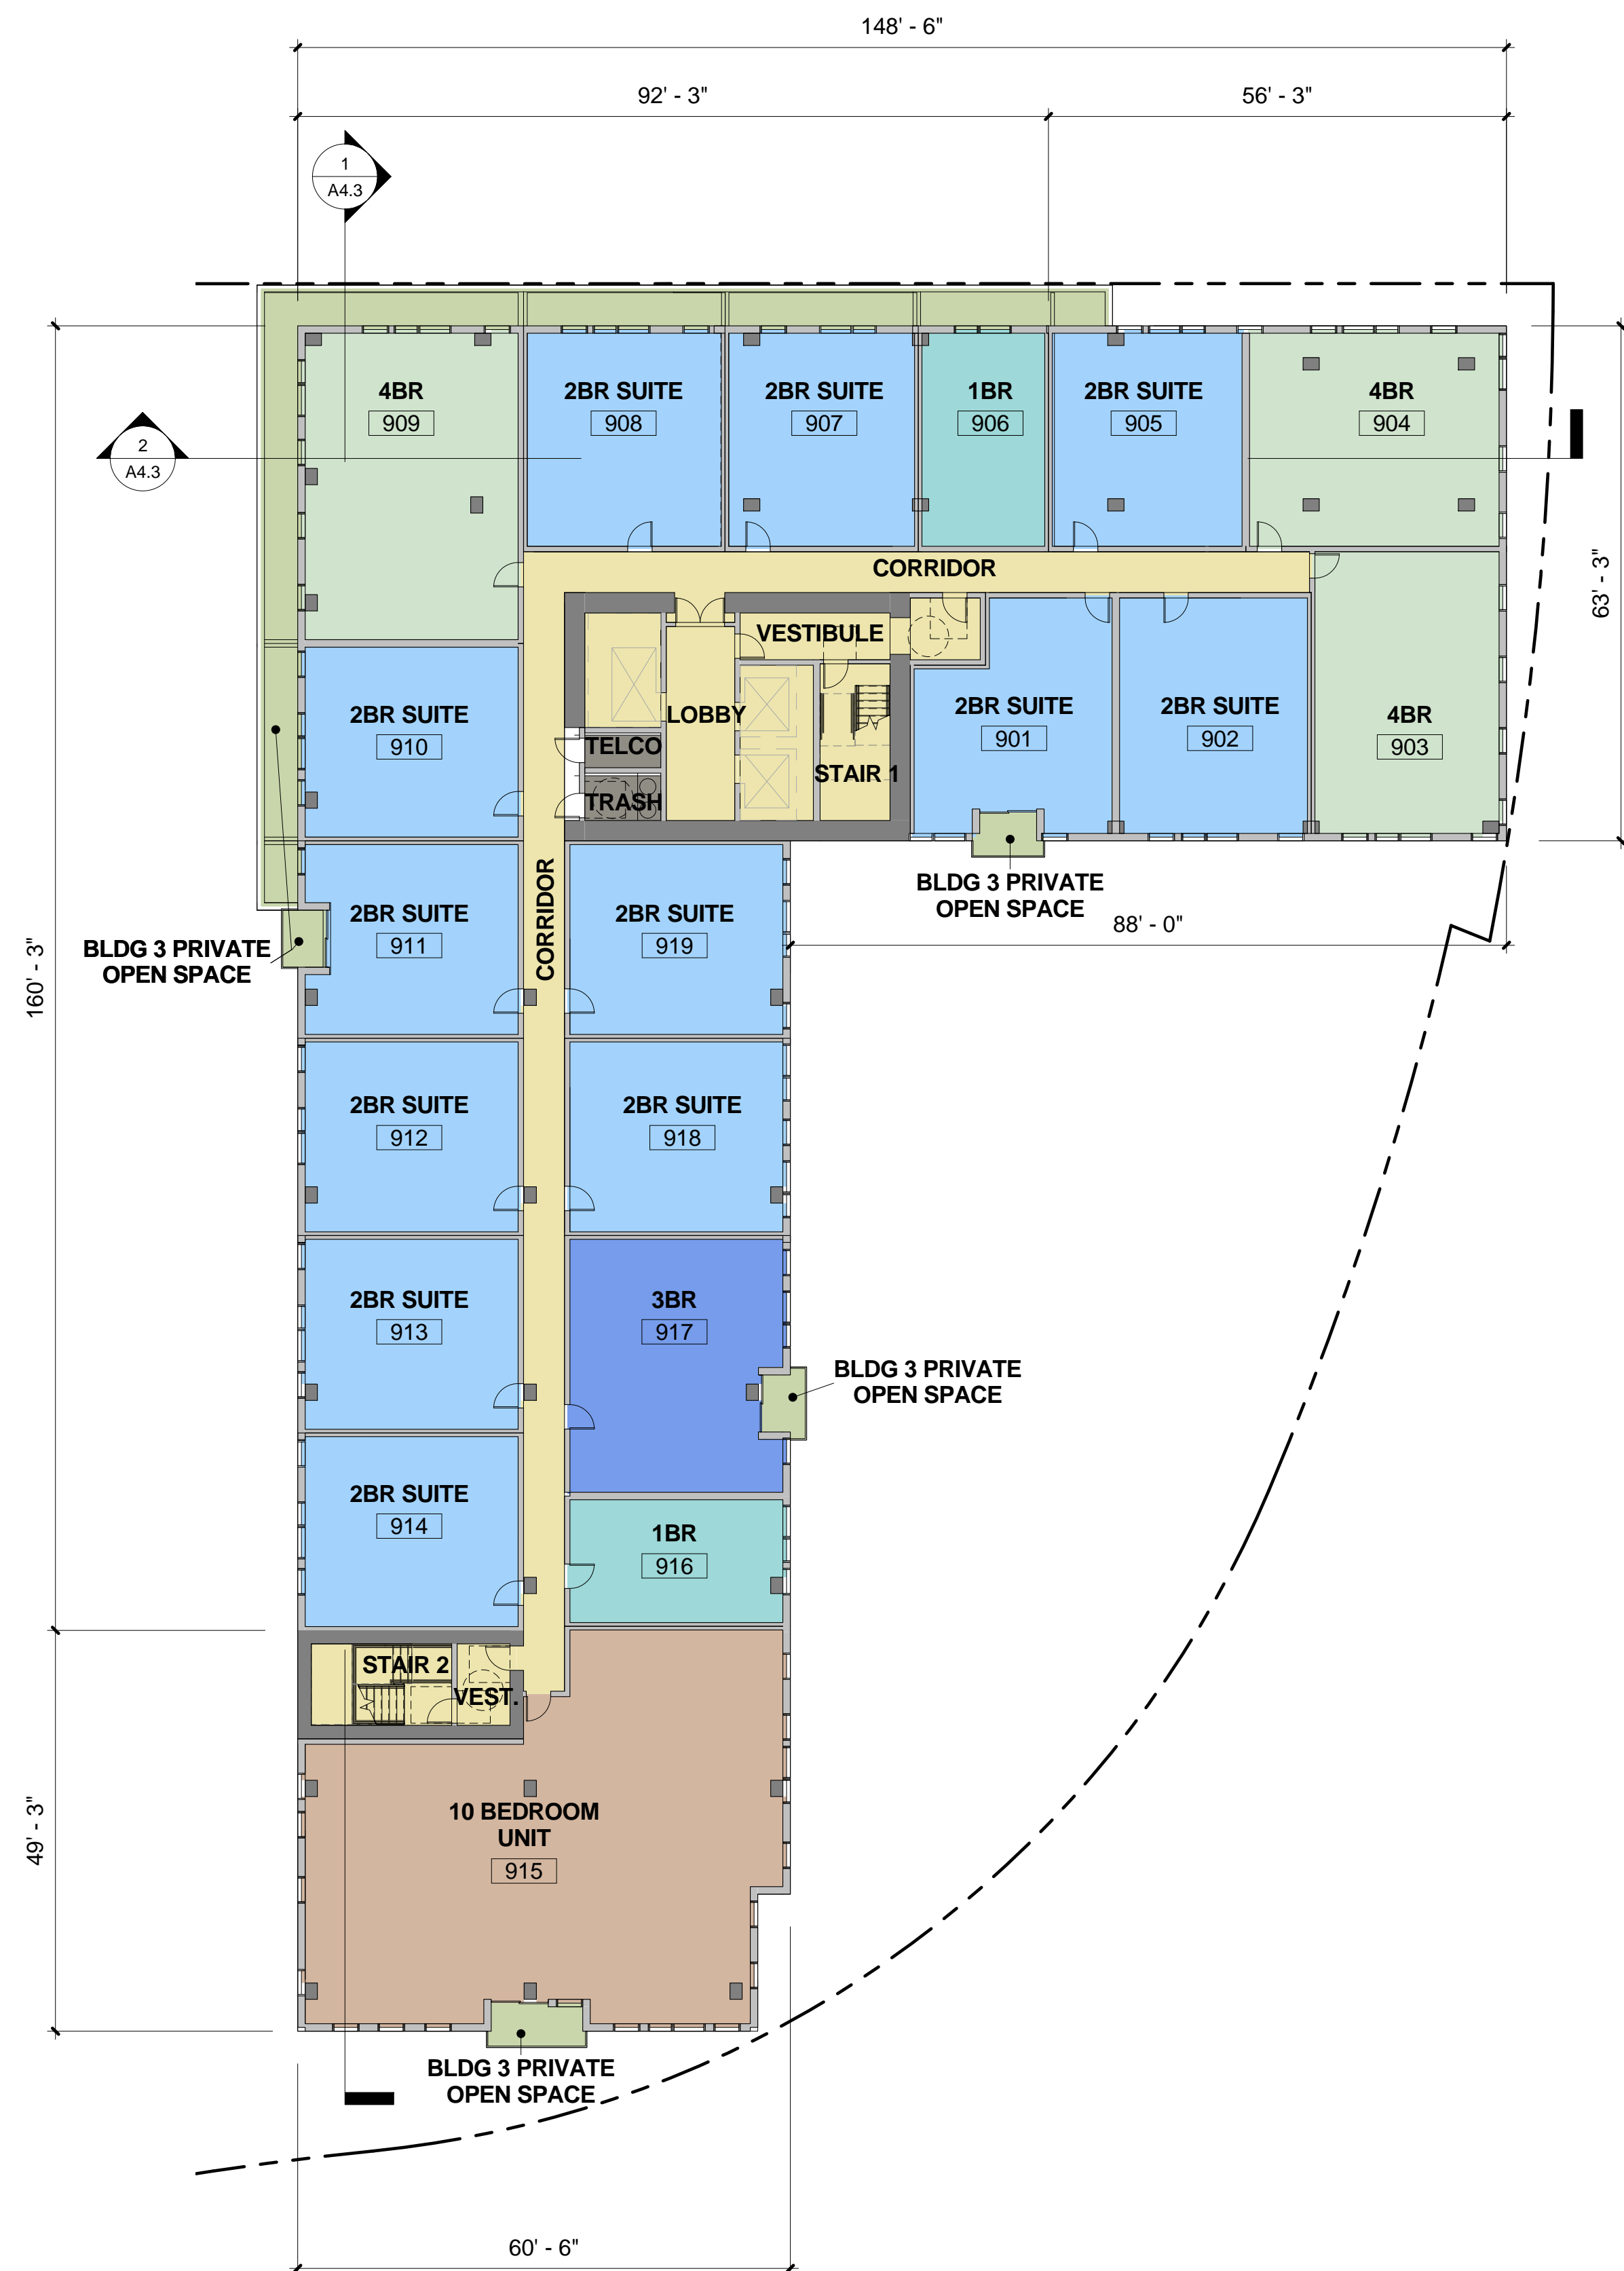 148' - 6"
92' - 3"
56' - 3"
1
A4.3
2
A4.3
4BR
909
2BR SUITE
908
2BR SUITE
907
1BR
906
2BR SUITE
905
4BR
904
CORRIDOR
63' - 3"
VESTIBULE
2BR SUITE
910
LOBBY
TELCO
TRASH
STAIR 1
2BR SUITE
901
2BR SUITE
902
4BR
903
BLDG 3 PRIVATE
OPEN SPACE
88' - 0"
CORRIDOR
2BR SUITE
911
2BR SUITE
919
BLDG 3 PRIVATE
OPEN SPACE
160' - 3"
2BR SUITE
912
2BR SUITE
918
2BR SUITE
913
3BR
917
BLDG 3 PRIVATE
OPEN SPACE
2BR SUITE
914
1BR
916
STAIR 2
VEST.
49' - 3"
10 BEDROOM
UNIT
915
BLDG 3 PRIVATE
OPEN SPACE
60' - 6"